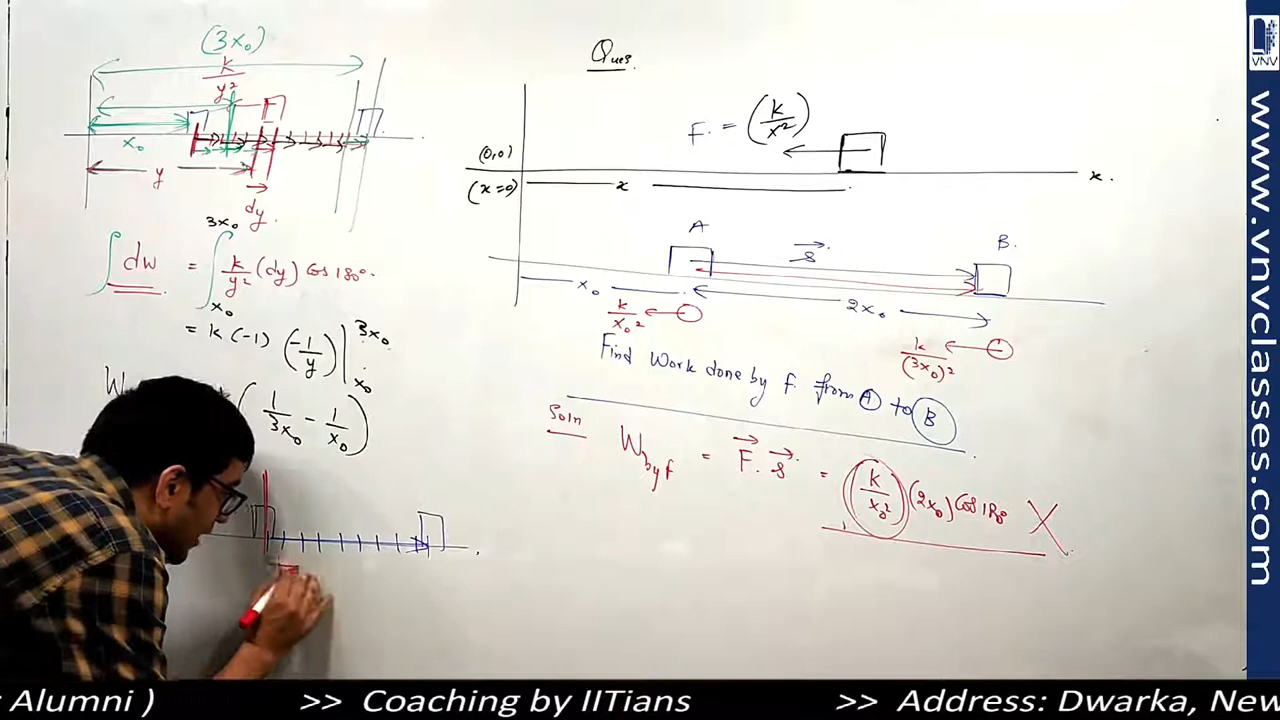 (3x₀)
k/y²
x₀
y
dy
∫dw = ∫ₓ₀^3x₀ k/y² (dy) Cos 180°
= k (-1) (-1/y) |ₓ₀^3x₀
W
(1/3x₀ - 1/x₀)
Ques.
F. = (k/x²)
(0,0)
(x=0)
x
x.
A
B.
s
x₀
2x₀
k/x₀²
k/(3x₀)²
Find Work done by F. from A to B
Soln
W by F = F. s = (k/x₀²) (2x₀) Cos 180° X
VNV
www.vnvclasses.com
Alumni ) >> Coaching by IITians >> Address: Dwarka, New